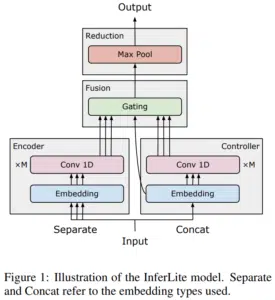 Output
Reduction
Max Pool
Fusion
Gating
Encoder
Controller
×M
Conv 1D
×M
Conv 1D
Embedding
Embedding
Separate
Concat
Input
Figure 1: Illustration of the InferLite model. Separate
and Concat refer to the embedding types used.